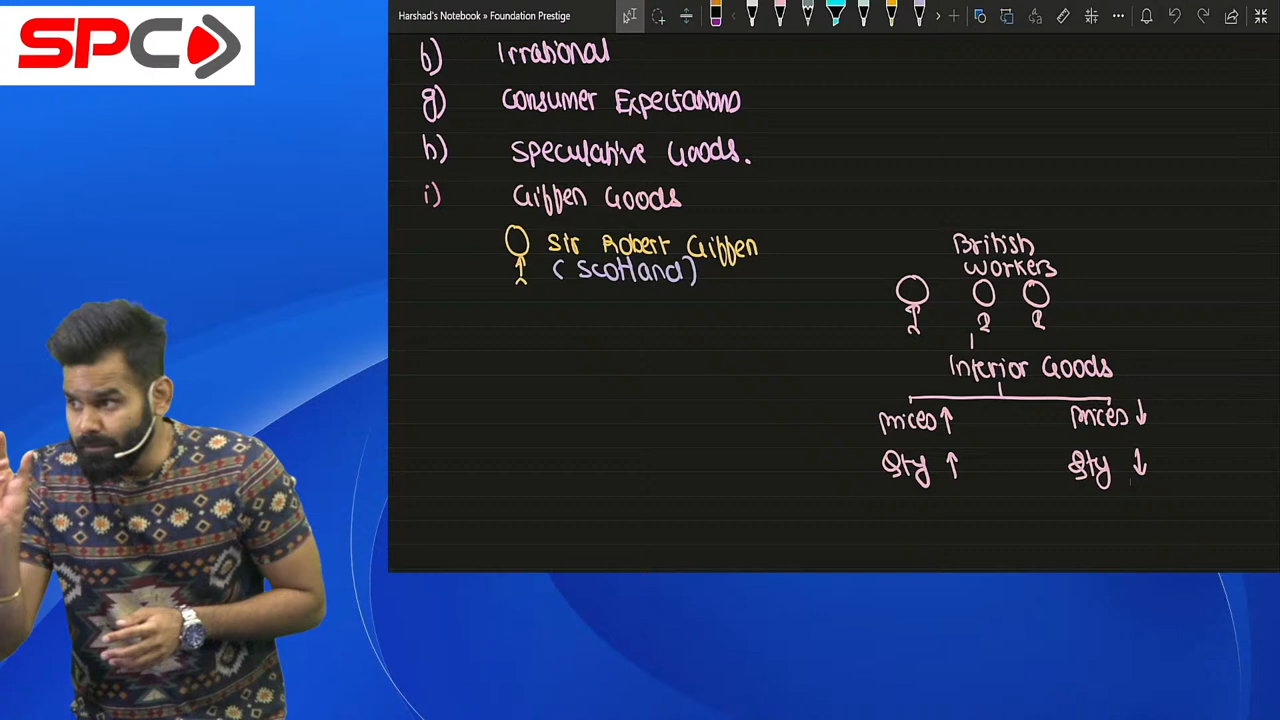 SPC
Harshad's Notebook » Foundation Prestige
f) Irrational
g) Consumer Expectations
h) Speculative Goods.
i) Giffen Goods
Sir Robert Giffen
(Scotland)
British
Workers
Inferior Goods
Prices ↑ Prices ↓
Qty ↑ Qty ↓